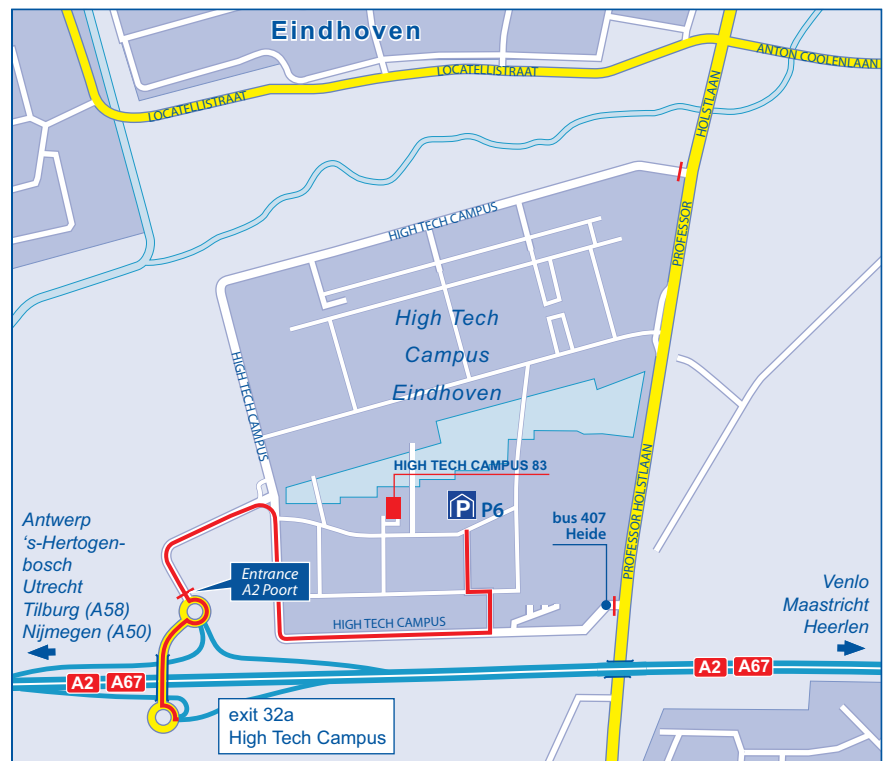 Eindhoven
LOCATELLISTRAAT
LOCATELLISTRAAT
ANTON COOLENLAAN
HOLSTLAAN
PROFESSOR
HIGH TECH CAMPUS
High Tech
Campus
Eindhoven
HIGH TECH CAMPUS
HIGH TECH CAMPUS 83
P P6
bus 407
Heide
PROFESSOR HOLSTLAAN
Antwerp
‘s-Hertogen-
bosch
Utrecht
Tilburg (A58)
Nijmegen (A50)
Entrance
A2 Poort
HIGH TECH CAMPUS
Venlo
Maastricht
Heerlen
A2 A67
A2 A67
exit 32a
High Tech Campus